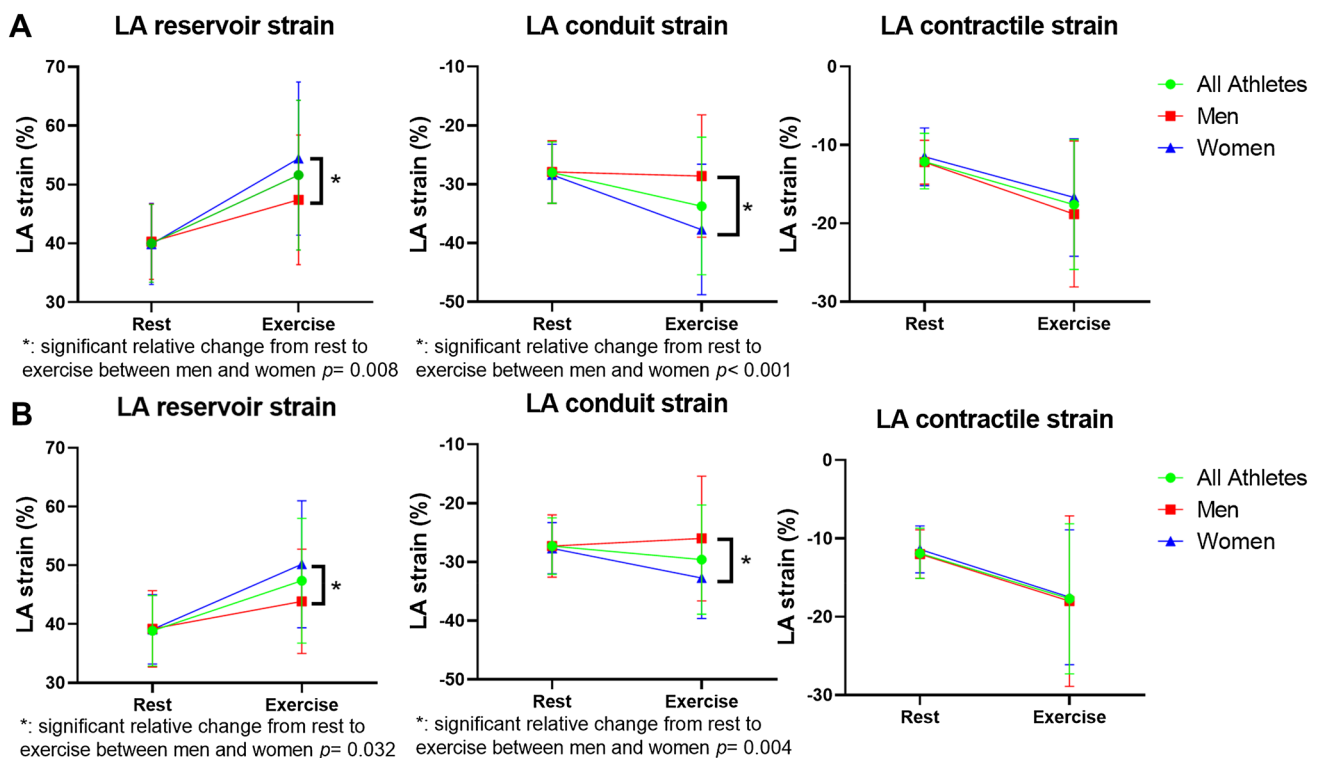 A
LA reservoir strain
LA conduit strain
LA contractile strain
LA strain (%)
70
60
50
40
30
*
Rest
Exercise
LA strain (%)
-10
-20
-30
-40
-50
*
Rest
Exercise
LA strain (%)
0
-10
-20
-30
Rest
Exercise
All Athletes
Men
Women
*: significant relative change from rest to
exercise between men and women p= 0.008
*: significant relative change from rest to
exercise between men and women p< 0.001
B
LA reservoir strain
LA conduit strain
LA contractile strain
LA strain (%)
70
60
50
40
30
*
Rest
Exercise
LA strain (%)
-10
-20
-30
-40
-50
*
Rest
Exercise
LA strain (%)
0
-10
-20
-30
Rest
Exercise
All Athletes
Men
Women
*: significant relative change from rest to
exercise between men and women p= 0.032
*: significant relative change from rest to
exercise between men and women p= 0.004